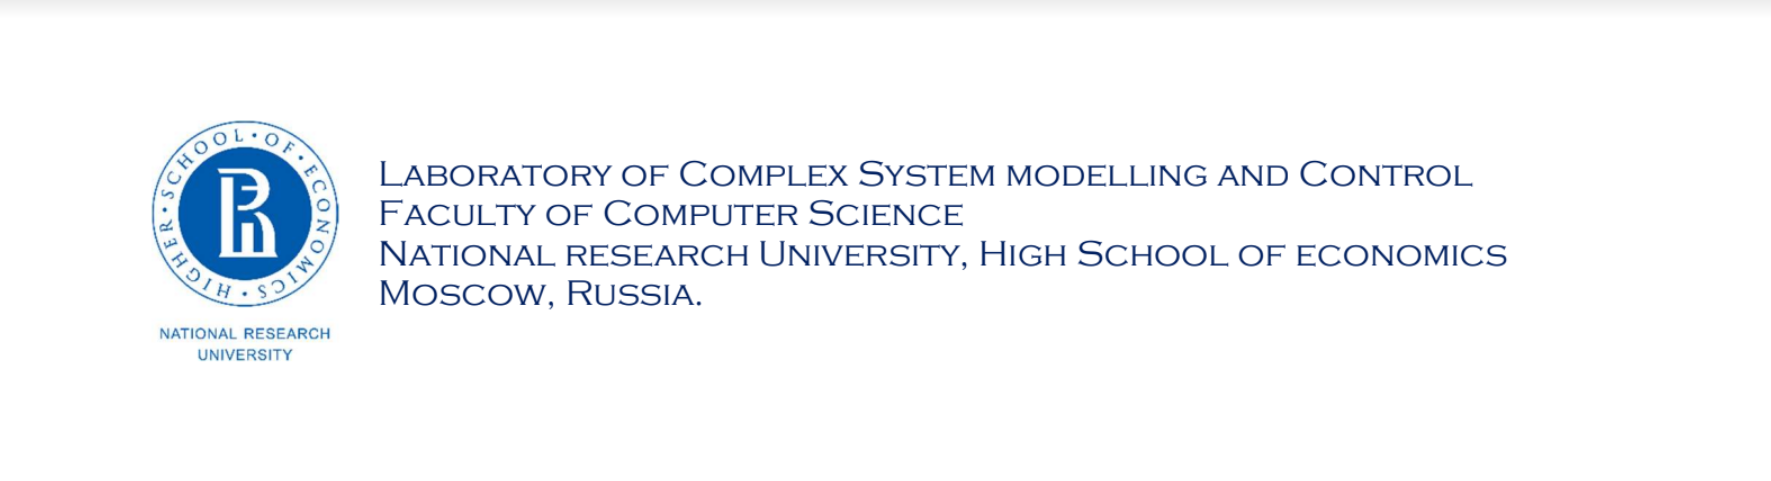 HIGHER·SCHOOL·OF·ECONOMICS·
NATIONAL RESEARCH
UNIVERSITY
LABORATORY OF COMPLEX SYSTEM MODELLING AND CONTROL
FACULTY OF COMPUTER SCIENCE
NATIONAL RESEARCH UNIVERSITY, HIGH SCHOOL OF ECONOMICS
MOSCOW, RUSSIA.